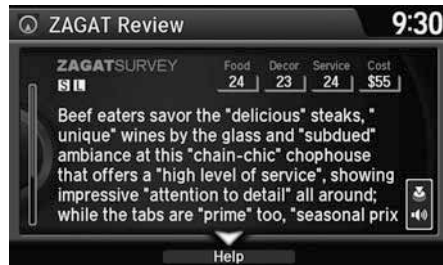 ZAGAT Review
9:30
ZAGATSURVEY
Food Decor Service Cost
S L
24 23 24 $55
Beef eaters savor the "delicious" steaks, "
unique" wines by the glass and "subdued"
ambiance at this "chain-chic" chophouse
that offers a "high level of service", showing
impressive "attention to detail" all around;
while the tabs are "prime" too, "seasonal prix
Help